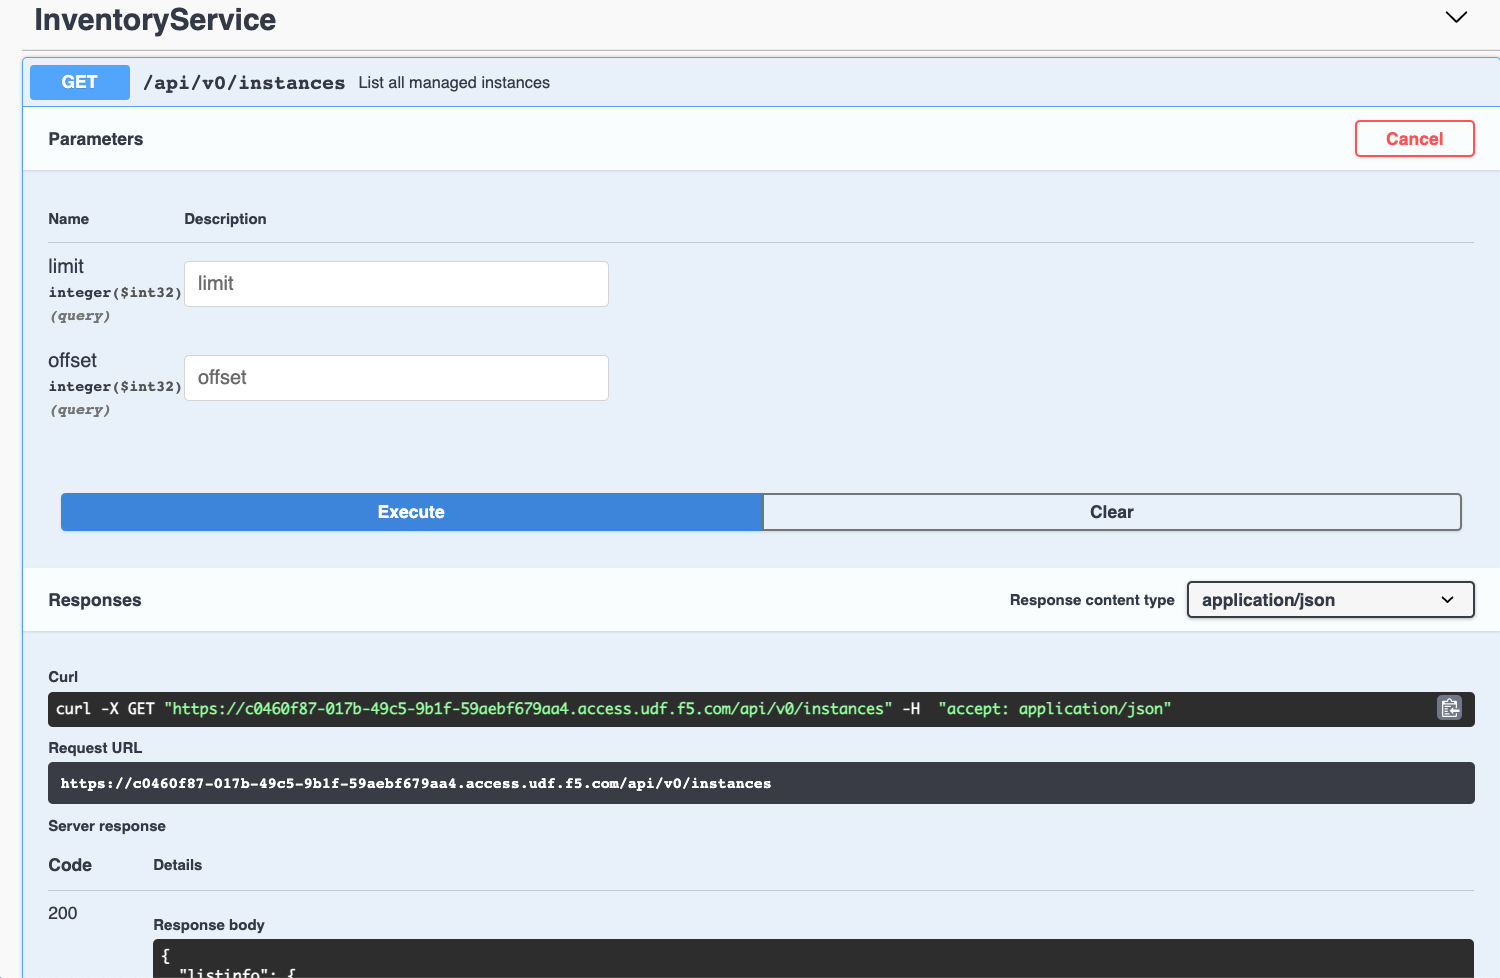 InventoryService
GET /api/v0/instances List all managed instances
Parameters
Cancel
Name Description
limit
integer($int32)
(query)
limit
offset
integer($int32)
(query)
offset
Execute
Clear
Responses
Response content type
application/json
Curl
curl -X GET "https://c0460f87-017b-49c5-9b1f-59aebf679aa4.access.udf.f5.com/api/v0/instances" -H  "accept: application/json"
Request URL
https://c0460f87-017b-49c5-9b1f-59aebf679aa4.access.udf.f5.com/api/v0/instances
Server response
Code Details
200
Response body
{
"listinfo": {